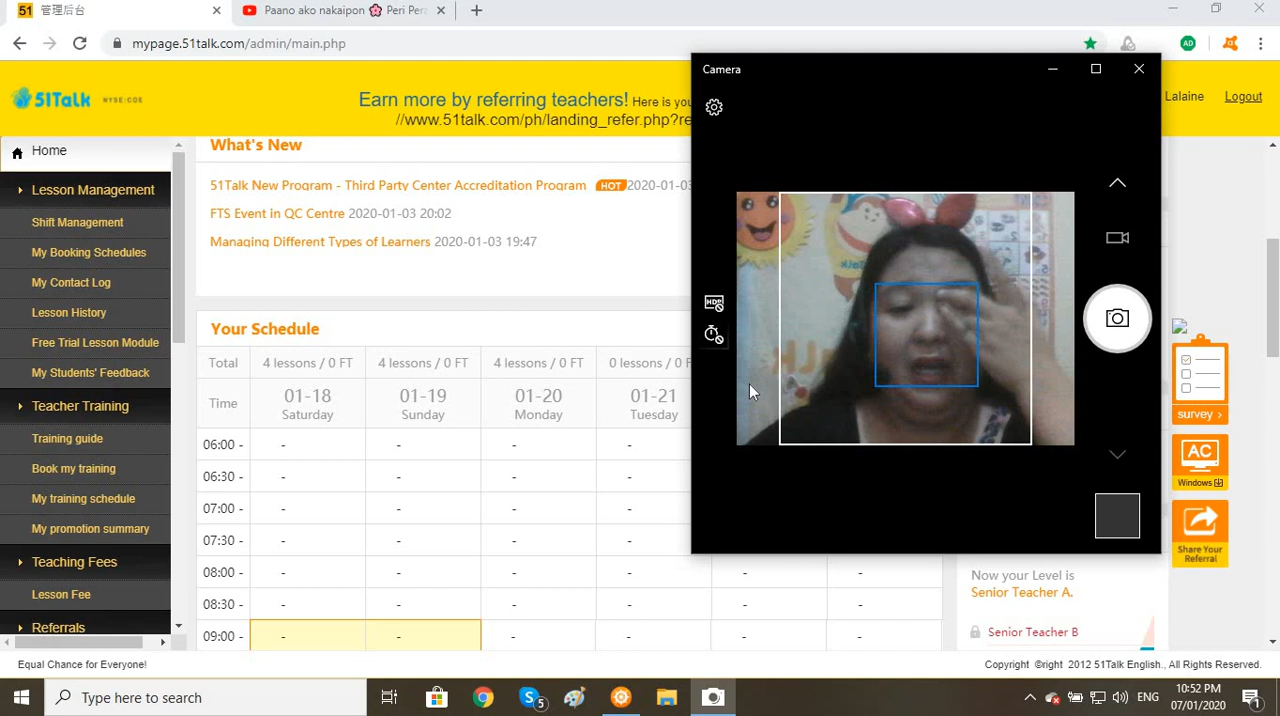 管理后台
Paano ako nakaipon 🌸 Peri Pera
mypage.51talk.com/admin/main.php
51Talk NYSE:COE
Earn more by referring teachers! Here is you
//www.51talk.com/ph/landing_refer.php?re
Lalaine Logout
Camera
Home
Lesson Management
Shift Management
My Booking Schedules
My Contact Log
Lesson History
Free Trial Lesson Module
My Students' Feedback
Teacher Training
Training guide
Book my training
My training schedule
My promotion summary
Teaching Fees
Lesson Fee
Referrals
What's New
51Talk New Program - Third Party Center Accreditation Program HOT 2020-01-03
FTS Event in QC Centre 2020-01-03 20:02
Managing Different Types of Learners 2020-01-03 19:47
Your Schedule
Total 4 lessons / 0 FT 4 lessons / 0 FT 4 lessons / 0 FT 0 lessons / 0 F
Time 01-18 Saturday 01-19 Sunday 01-20 Monday 01-21 Tuesday
06:00 - - - - -
06:30 - - - - -
07:00 - - - - -
07:30 - - - - -
08:00 - - - - - - -
08:30 - - - - - - -
09:00 - - - - - - -
survey >
AC
Windows
Share Your
Referral
Now your Level is
Senior Teacher A.
Senior Teacher B
Equal Chance for Everyone!
Copyright ©right 2012 51Talk English., All Rights Reserved.
Type here to search
5
ENG
10:52 PM
07/01/2020
1